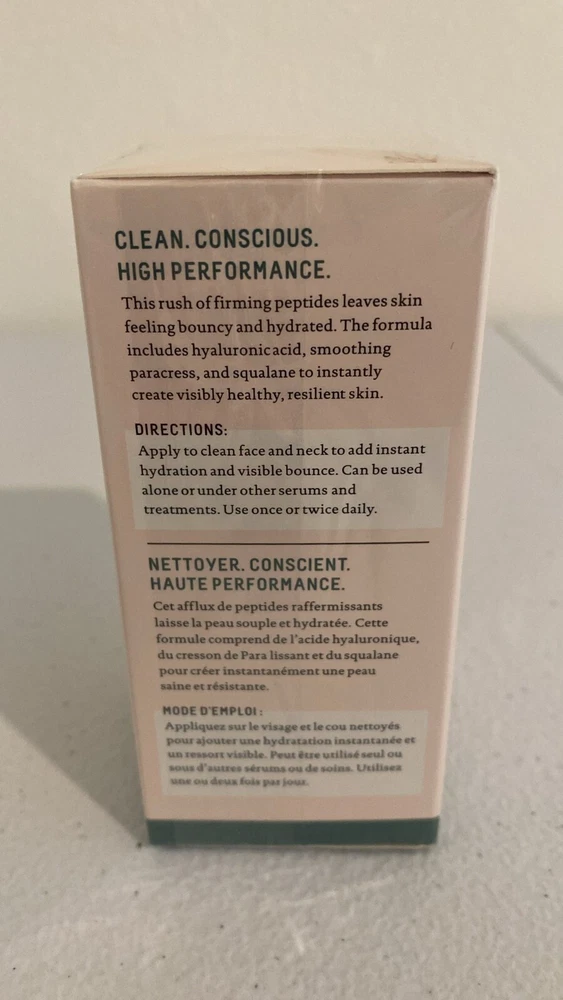 CLEAN. CONSCIOUS.
HIGH PERFORMANCE.
This rush of firming peptides leaves skin
feeling bouncy and hydrated. The formula
includes hyaluronic acid, smoothing
paracress, and squalane to instantly
create visibly healthy, resilient skin.
DIRECTIONS:
Apply to clean face and neck to add instant
hydration and visible bounce. Can be used
alone or under other serums and
treatments. Use once or twice daily.
NETTOYER. CONSCIENT.
HAUTE PERFORMANCE.
Cet afflux de peptides raffermissants
laisse la peau souple et hydratée. Cette
formule comprend de l'acide hyaluronique,
du cresson de Para lissant et du squalane
pour créer instantanément une peau
saine et résistante.
MODE D'EMPLOI :
Appliquez sur le visage et le cou nettoyés
pour ajouter une hydratation instantanée et
un ressort visible. Peut être utilisé seul ou
sous d'autres sérums ou de soins. Utilisez
une ou deux fois par jour.